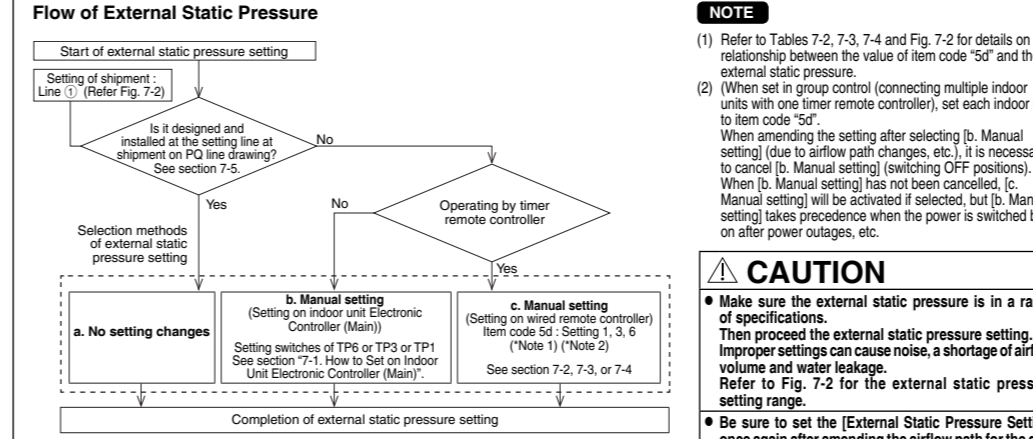 Flow of External Static Pressure
Start of external static pressure setting
Setting of shipment :
Line ① (Refer Fig. 7-2)
Is it designed and
installed at the setting line at
shipment on PQ line drawing?
See section 7-5.
No
Yes
Operating by timer
remote controller
No
Yes
Selection methods
of external static
pressure setting
a. No setting changes
b. Manual setting
(Setting on indoor unit Electronic
Controller (Main))
Setting switches of TP6 or TP3 or TP1
See section "7-1. How to Set on Indoor
Unit Electronic Controller (Main)".
c. Manual setting
(Setting on wired remote controller)
Item code 5d : Setting 1, 3, 6
(*Note 1) (*Note 2)
See section 7-2, 7-3, or 7-4
Completion of external static pressure setting
NOTE
(1) Refer to Tables 7-2, 7-3, 7-4 and Fig. 7-2 for details on
relationship between the value of item code "5d" and
external static pressure.
(2) (When set in group control (connecting multiple indoor
units with one timer remote controller), set each indoor
to item code "5d".
When amending the setting after selecting [b. Manual
setting] (due to airflow path changes, etc.), it is
to cancel [b. Manual setting] (switching OFF positions).
When [b. Manual setting] has not been cancelled, [c.
Manual setting] will be activated if selected, but [b.
setting] takes precedence when the power is switched
on after power outages, etc.
⚠ CAUTION
● Make sure the external static pressure is in a
of specifications.
Then proceed the external static pressure setting.
Improper settings can cause noise, a shortage of
volume and water leakage.
Refer to Fig. 7-2 for the external static
setting range.
● Be sure to set the [External Static Pressure
once again after amending the airflow path for the